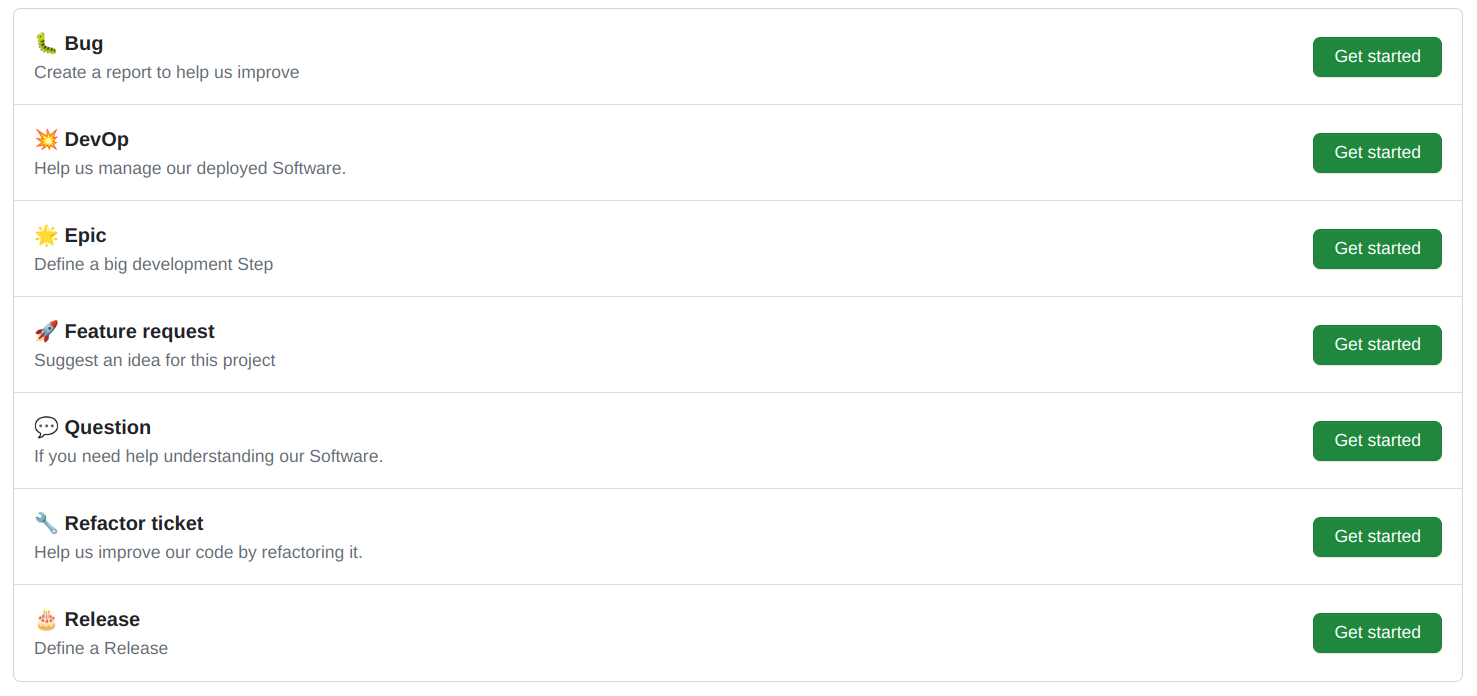 🐛 Bug
Create a report to help us improve
Get started
💥 DevOp
Help us manage our deployed Software.
Get started
🌟 Epic
Define a big development Step
Get started
🚀 Feature request
Suggest an idea for this project
Get started
💬 Question
If you need help understanding our Software.
Get started
🔧 Refactor ticket
Help us improve our code by refactoring it.
Get started
🎂 Release
Define a Release
Get started